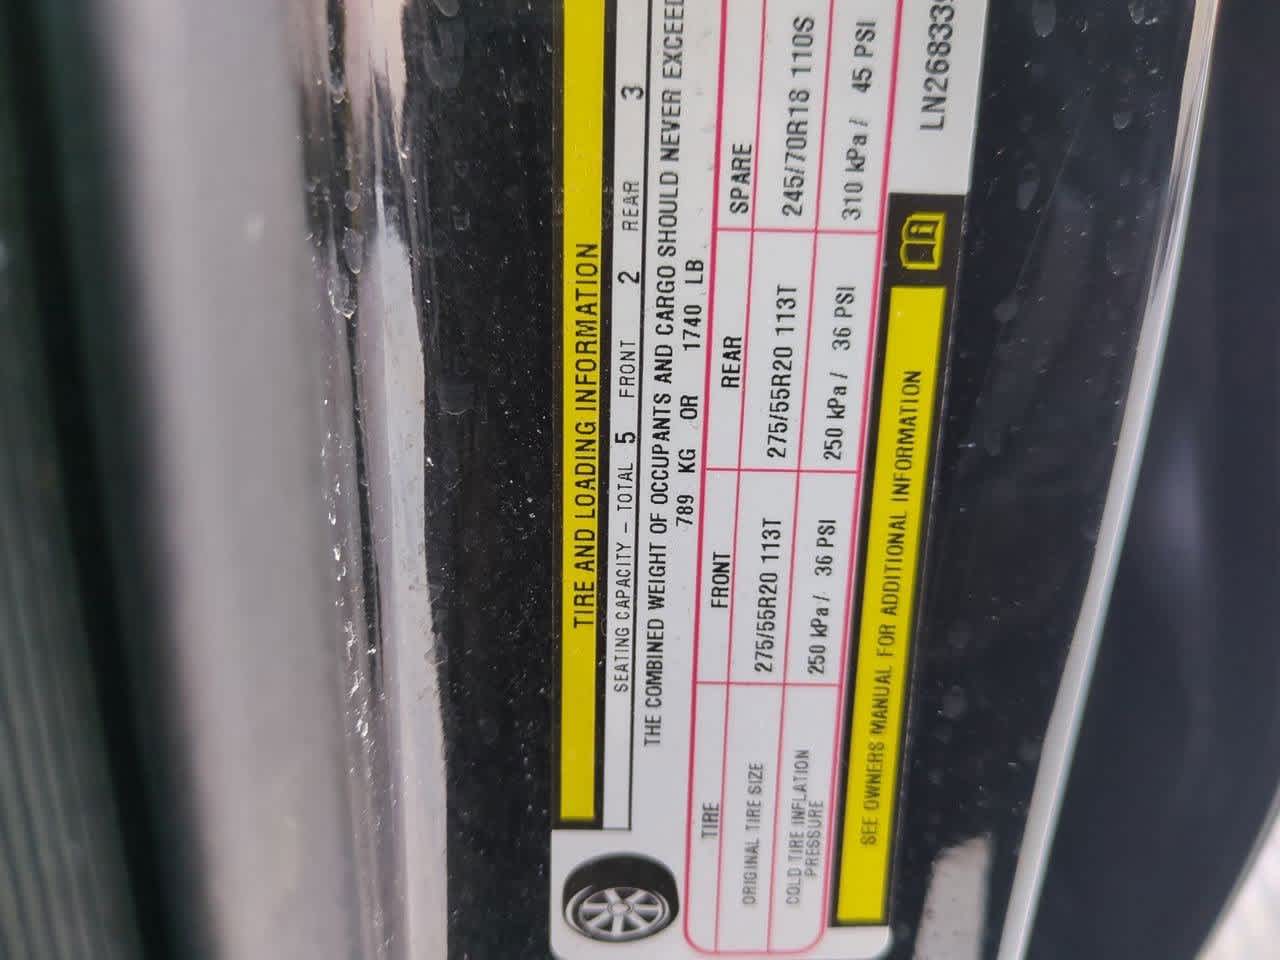 TIRE AND LOADING INFORMATION
SEATING CAPACITY – TOTAL 5 FRONT 2 REAR 3
THE COMBINED WEIGHT OF OCCUPANTS AND CARGO SHOULD NEVER EXCEED
789 KG OR 1740 LB
TIRE FRONT REAR SPARE
ORIGINAL TIRE SIZE 275/55R20 113T 275/55R20 113T 245/70R18 110S
COLD TIRE INFLATION PRESSURE 250 kPa / 36 PSI 250 kPa / 36 PSI 310 kPa / 45 PSI
SEE OWNERS MANUAL FOR ADDITIONAL INFORMATION
LN268339